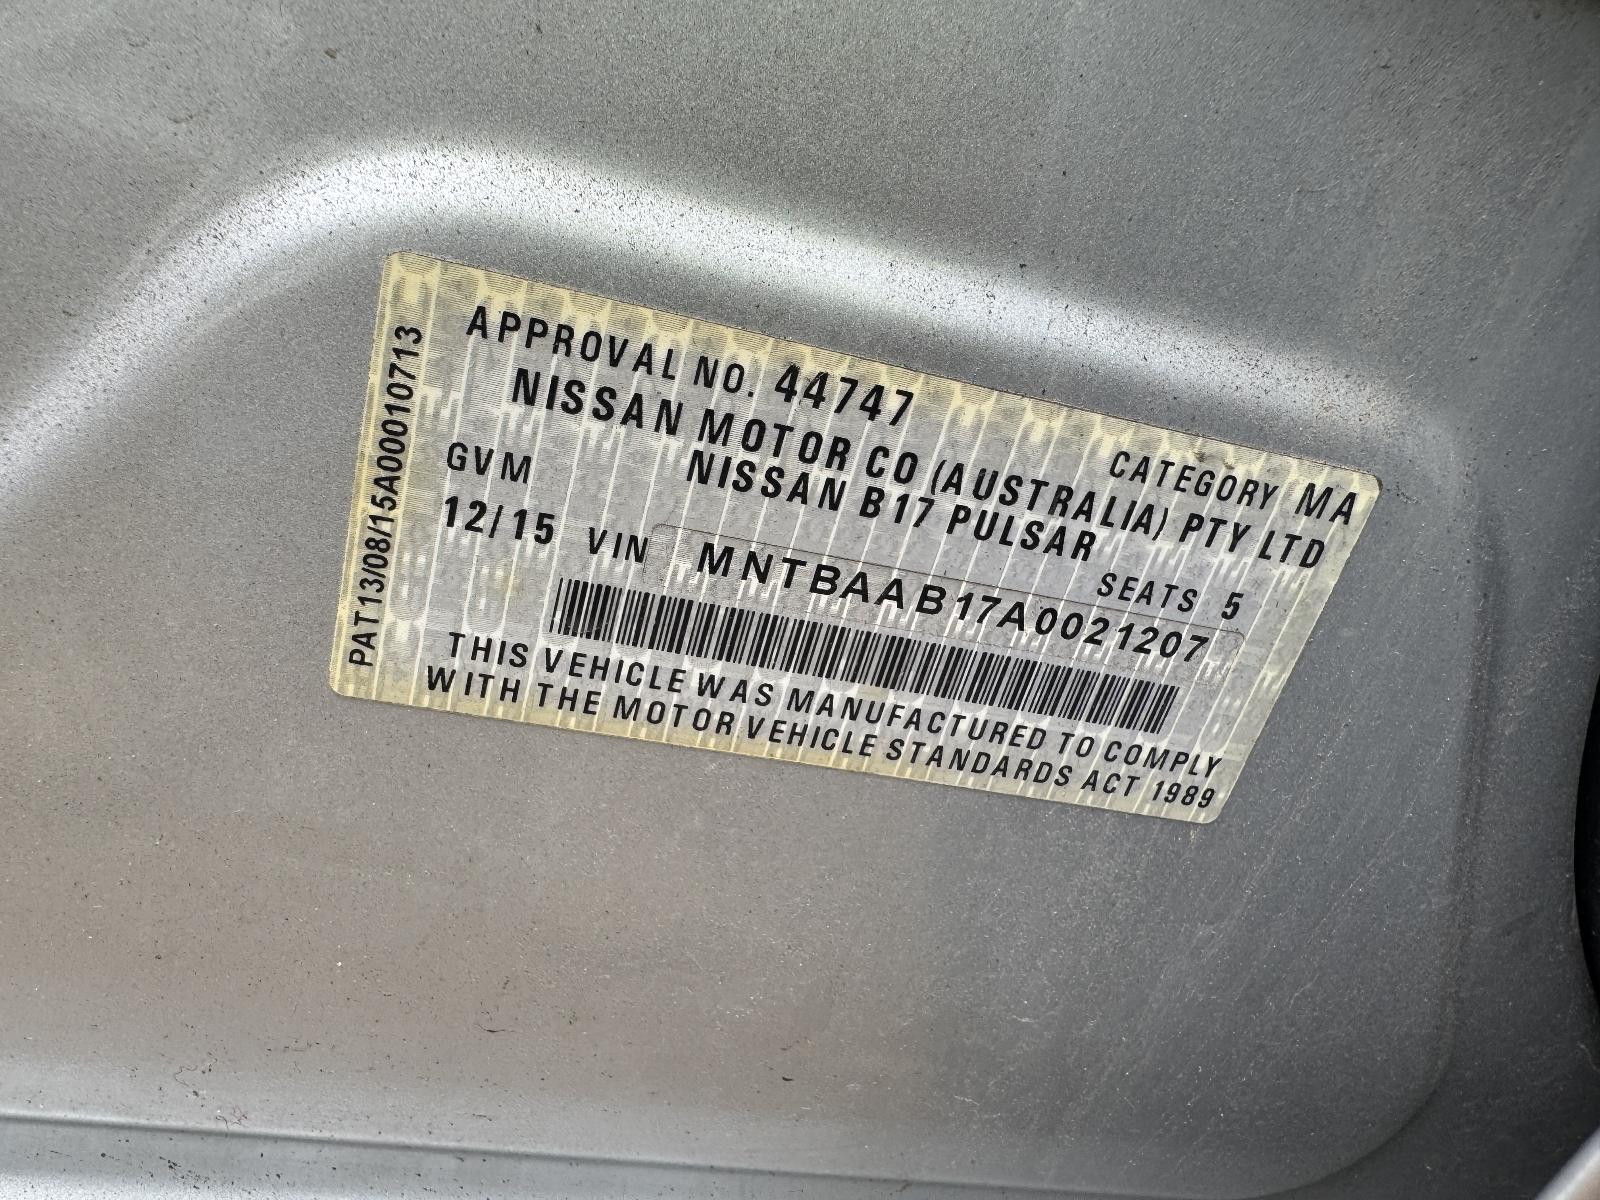 APPROVAL NO. 44747 CATEGORY MA
NISSAN MOTOR CO (AUSTRALIA) PTY LTD
GVM NISSAN B17 PULSAR SEATS 5
12/15 VIN MNTBAAB17A0021207
THIS VEHICLE WAS MANUFACTURED TO COMPLY
WITH THE MOTOR VEHICLE STANDARDS ACT 1989
PAT13/08/15A00010713